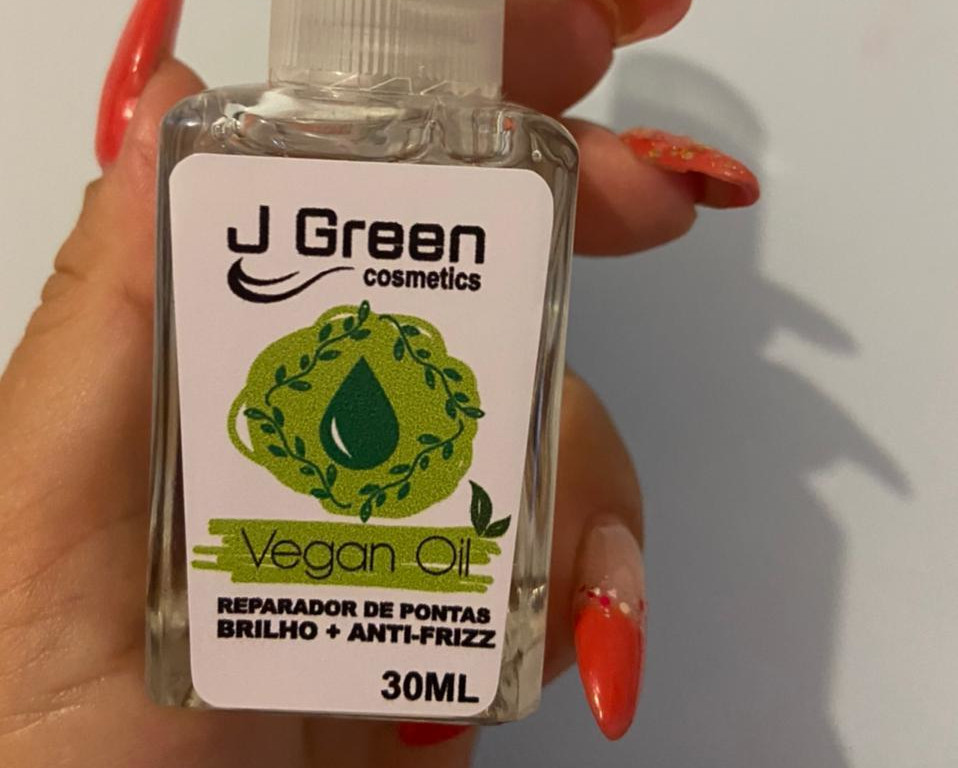 J Green
cosmetics
Vegan Oil
REPARADOR DE PONTAS
BRILHO + ANTI-FRIZZ
30ML